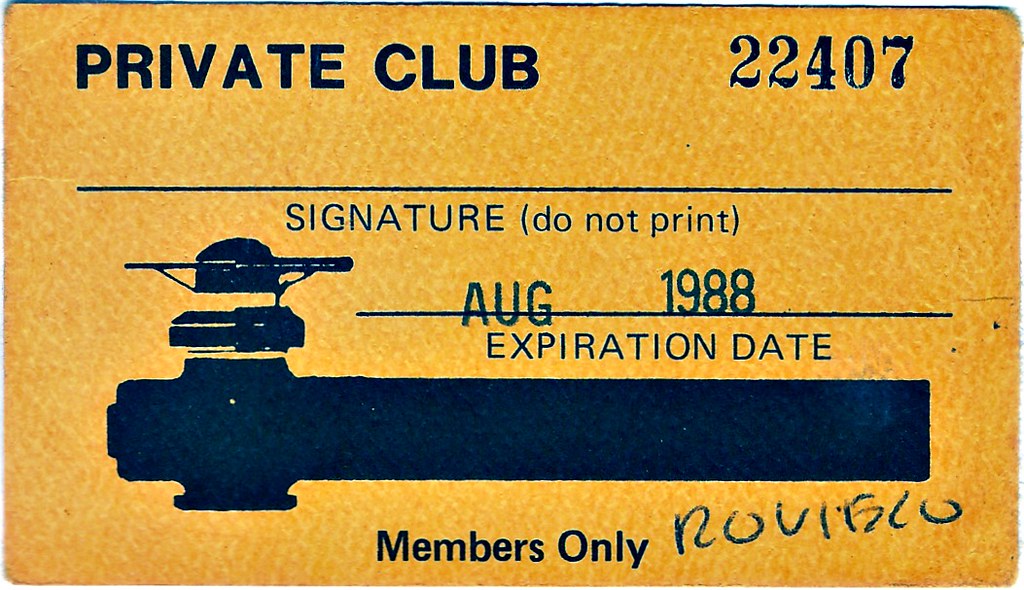 PRIVATE CLUB 22407
SIGNATURE (do not print)
AUG 1988
EXPIRATION DATE
Members Only